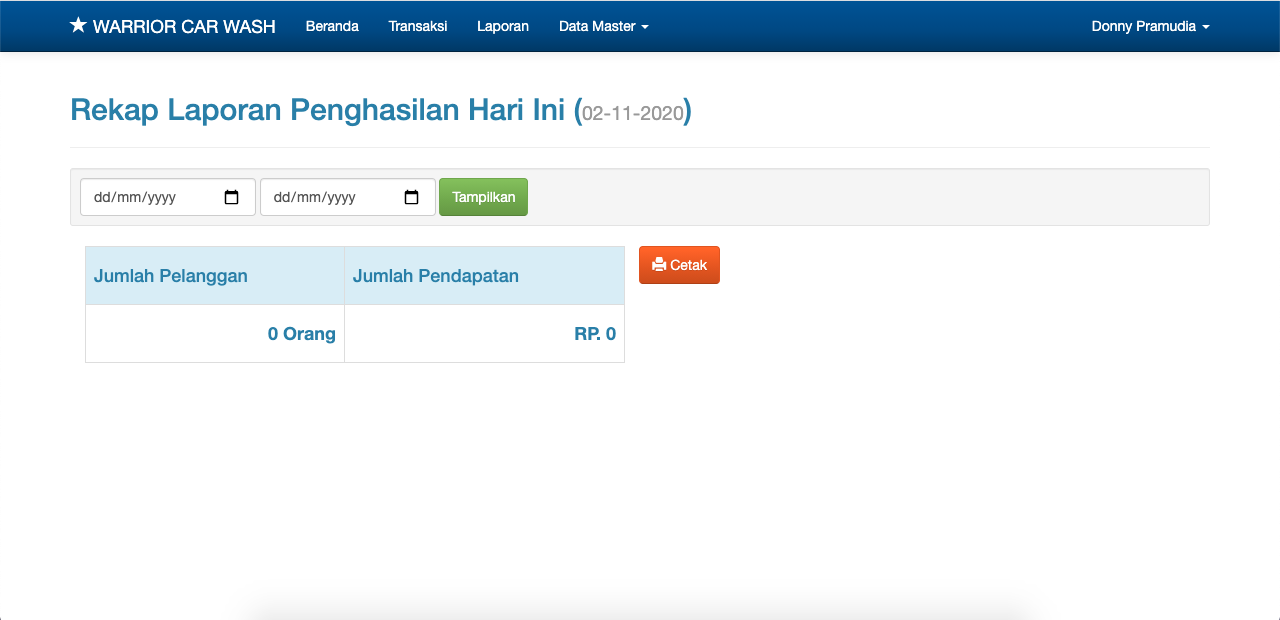 ★ WARRIOR CAR WASH Beranda Transaksi Laporan Data Master Donny Pramudia
Rekap Laporan Penghasilan Hari Ini (02-11-2020)
dd/mm/yyyy dd/mm/yyyy Tampilkan
Jumlah Pelanggan Jumlah Pendapatan Cetak
0 Orang RP. 0